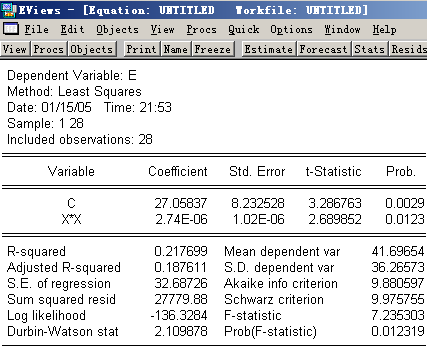 EViews - [Equation: UNTITLED Workfile: UNTITLED]
File Edit Objects View Procs Quick Options Window Help
View Procs Objects Print Name Freeze Estimate Forecast Stats Resids
Dependent Variable: E
Method: Least Squares
Date: 01/15/05 Time: 21:53
Sample: 1 28
Included observations: 28
Variable Coefficient Std. Error t-Statistic Prob.
C 27.05837 8.232528 3.286763 0.0029
X*X 2.74E-06 1.02E-06 2.689852 0.0123
R-squared 0.217699 Mean dependent var 41.69654
Adjusted R-squared 0.187611 S.D. dependent var 36.26573
S.E. of regression 32.68726 Akaike info criterion 9.880597
Sum squared resid 27779.88 Schwarz criterion 9.975755
Log likelihood -136.3284 F-statistic 7.235303
Durbin-Watson stat 2.109878 Prob(F-statistic) 0.012319